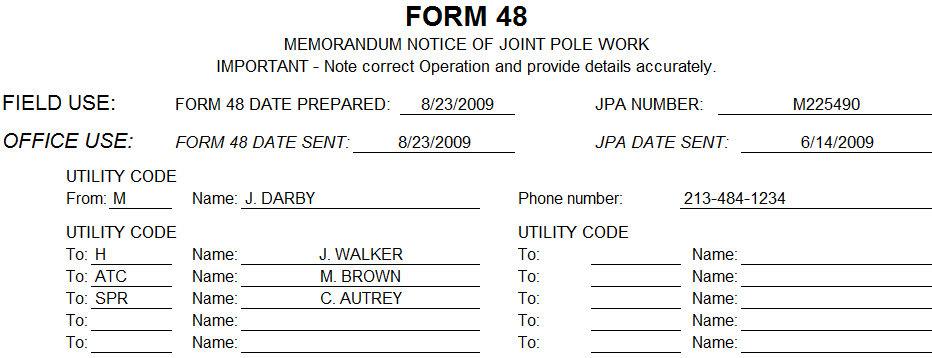 FORM 48
MEMORANDUM NOTICE OF JOINT POLE WORK
IMPORTANT - Note correct Operation and provide details accurately.
FIELD USE: FORM 48 DATE PREPARED: 8/23/2009 JPA NUMBER: M225490
OFFICE USE: FORM 48 DATE SENT: 8/23/2009 JPA DATE SENT: 6/14/2009
UTILITY CODE
From: M Name: J. DARBY Phone number: 213-484-1234
UTILITY CODE UTILITY CODE
To: H Name: J. WALKER To: Name:
To: ATC Name: M. BROWN To: Name:
To: SPR Name: C. AUTREY To: Name:
To: Name: To: Name:
To: Name: To: Name: